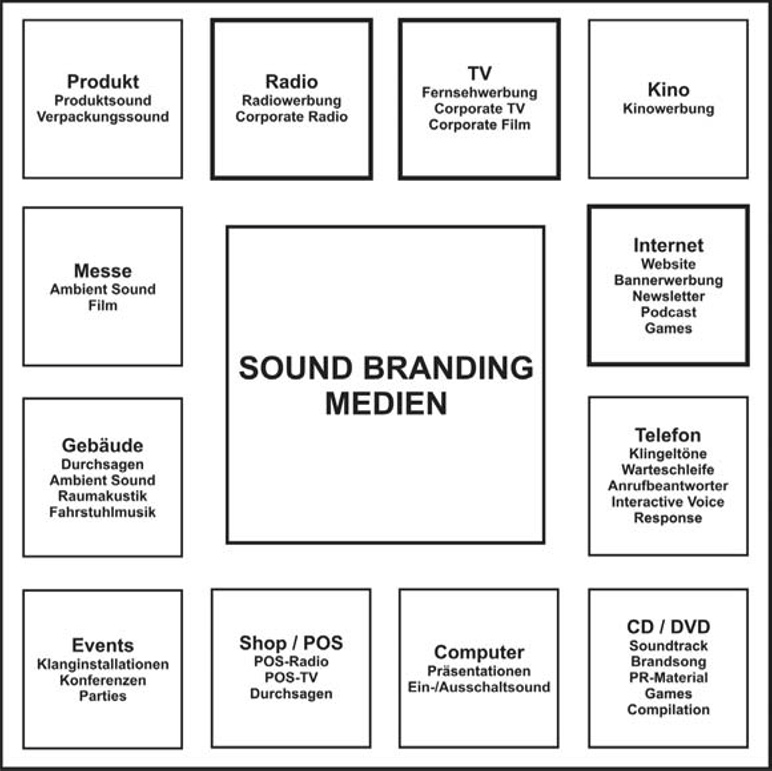 Produkt
Produktsound
Verpackungssound
Radio
Radiowerbung
Corporate Radio
TV
Fernsehwerbung
Corporate TV
Corporate Film
Kino
Kinowerbung
Messe
Ambient Sound
Film
SOUND BRANDING
MEDIEN
Internet
Website
Bannerwerbung
Newsletter
Podcast
Games
Gebäude
Durchsagen
Ambient Sound
Raumakustik
Fahrstuhlmusik
Telefon
Klingeltöne
Warteschleife
Anrufbeantworter
Interactive Voice
Response
Events
Klanginstallationen
Konferenzen
Parties
Shop / POS
POS-Radio
POS-TV
Durchsagen
Computer
Präsentationen
Ein-/Ausschaltsound
CD / DVD
Soundtrack
Brandsong
PR-Material
Games
Compilation